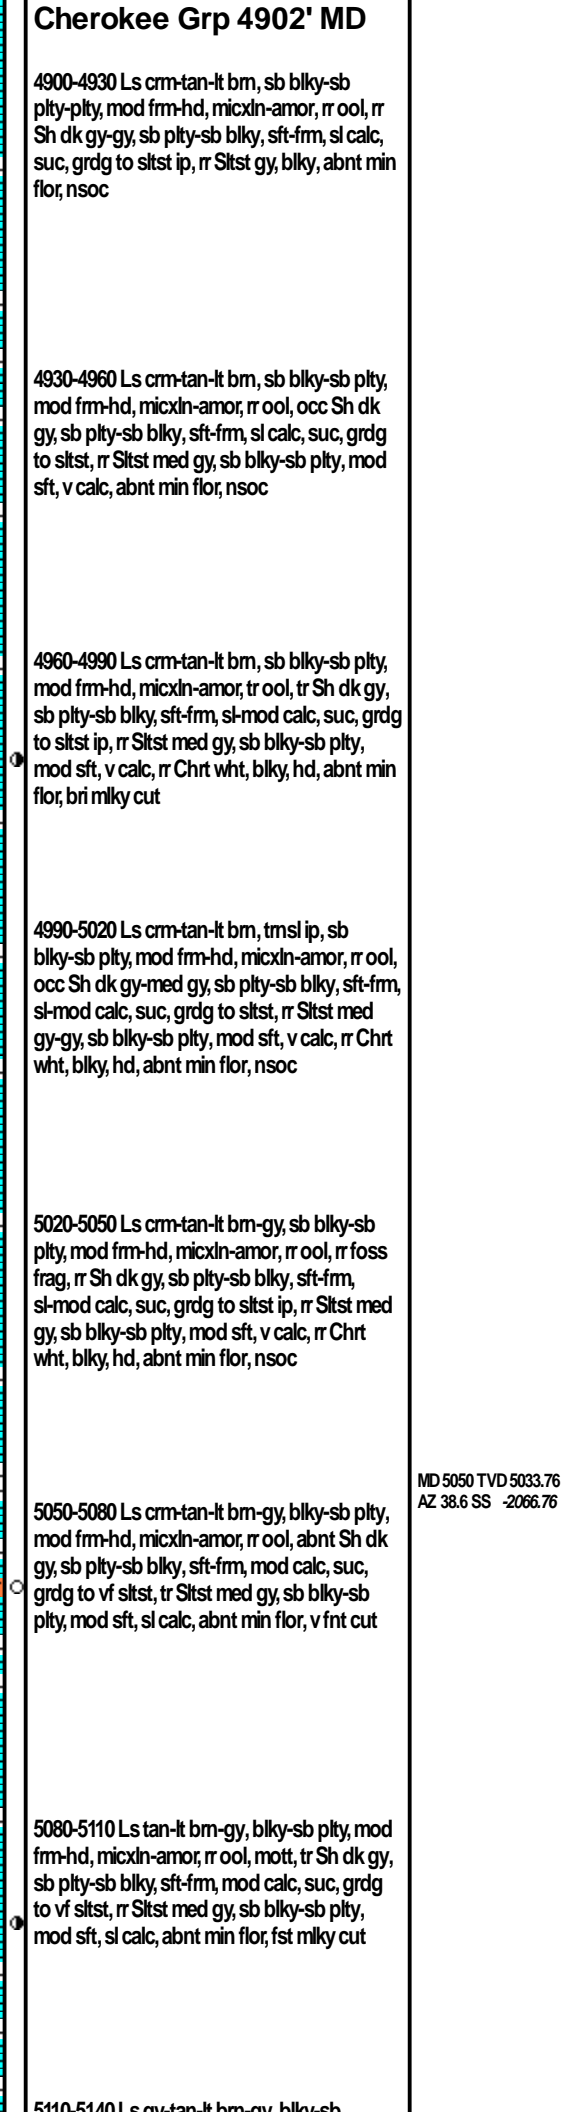 Cherokee Grp 4902' MD
4900-4930 Ls crm-tan-lt brn, sb blky-sb
plty-plty, mod frm-hd, micxln-amor, rr ool, rr
Sh dk gy-gy, sb plty-sb blky, sft-frm, sl calc,
suc, grdg to sltst ip, rr Sltst gy, blky, abnt min
flor, nsoc
4930-4960 Ls crm-tan-lt brn, sb blky-sb plty,
mod frm-hd, micxln-amor, rr ool, occ Sh dk
gy, sb plty-sb blky, sft-frm, sl calc, suc, grdg
to sltst, rr Sltst med gy, sb blky-sb plty, mod
sft, v calc, abnt min flor, nsoc
4960-4990 Ls crm-tan-lt brn, sb blky-sb plty,
mod frm-hd, micxln-amor, tr ool, tr Sh dk gy,
sb plty-sb blky, sft-frm, sl-mod calc, suc, grdg
to sltst ip, rr Sltst med gy, sb blky-sb plty,
mod sft, v calc, rr Chrt wht, blky, hd, abnt min
flor, bri mlky cut
4990-5020 Ls crm-tan-lt brn, trnsl ip, sb
blky-sb plty, mod frm-hd, micxln-amor, rr ool,
occ Sh dk gy-med gy, sb plty-sb blky, sft-frm,
sl-mod calc, suc, grdg to sltst, rr Sltst med
gy-gy, sb blky-sb plty, mod sft, v calc, rr Chrt
wht, blky, hd, abnt min flor, nsoc
5020-5050 Ls crm-tan-lt brn-gy, sb blky-sb
plty, mod frm-hd, micxln-amor, rr ool, rr foss
frag, rr Sh dk gy, sb plty-sb blky, sft-frm,
sl-mod calc, suc, grdg to sltst ip, rr Sltst med
gy, sb blky-sb plty, mod sft, v calc, rr Chrt
wht, blky, hd, abnt min flor, nsoc
MD 5050 TVD 5033.76
AZ 38.6 SS -2066.76
5050-5080 Ls crm-tan-lt brn-gy, blky-sb plty,
mod frm-hd, micxln-amor, rr ool, abnt Sh dk
gy, sb plty-sb blky, sft-frm, mod calc, suc,
grdg to vf sltst, tr Sltst med gy, sb blky-sb
plty, mod sft, sl calc, abnt min flor, v fnt cut
5080-5110 Ls tan-lt brn-gy, blky-sb plty, mod
frm-hd, micxln-amor, rr ool, mott, tr Sh dk gy,
sb plty-sb blky, sft-frm, mod calc, suc, grdg
to vf sltst, rr Sltst med gy, sb blky-sb plty,
mod sft, sl calc, abnt min flor, fst mlky cut
5110-5140 Ls gy-tan-lt brn-gy, blky-sb